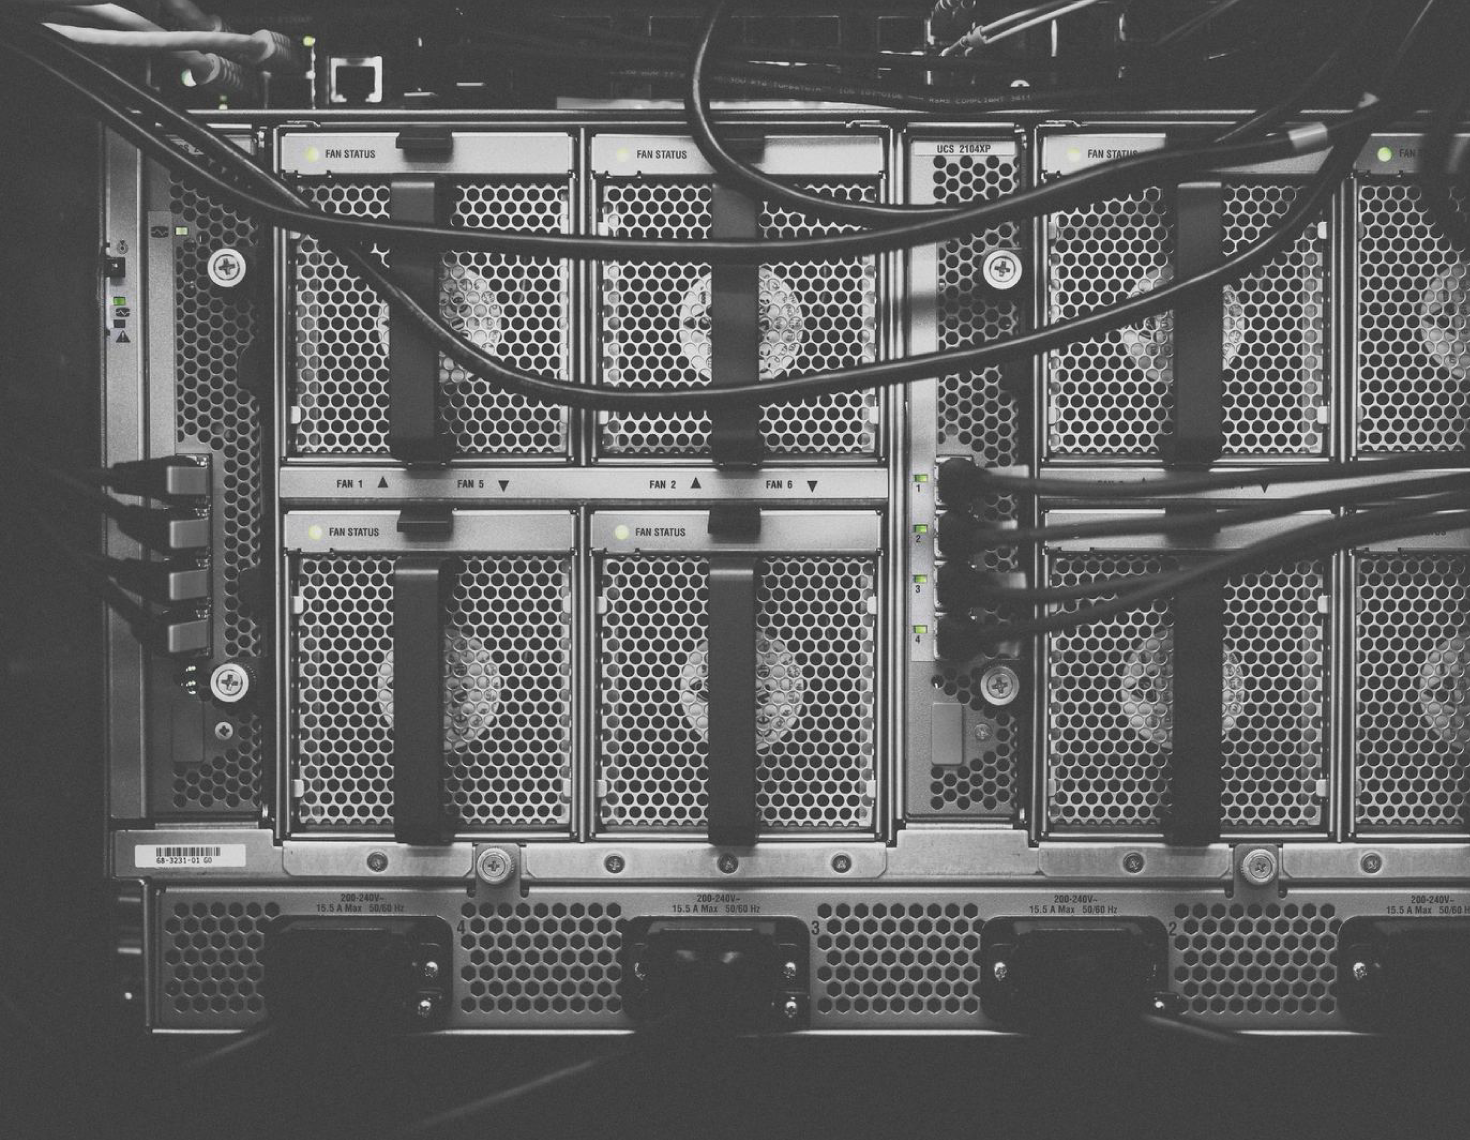 FAN STATUS
FAN STATUS
UCS 2104XP
FAN STATUS
FAN
FAN 1 ▲ FAN 5 ▼
FAN 2 ▲ FAN 6 ▼
1
2
3
4
FAN STATUS
FAN STATUS
68-3231-01 G0
200-240V~
15.5 A Max 50/60 Hz
200-240V~
15.5 A Max 50/60 Hz
200-240V~
15.5 A Max 50/60 Hz
200-240V~
15.5 A Max 50/60 H
4
3
2